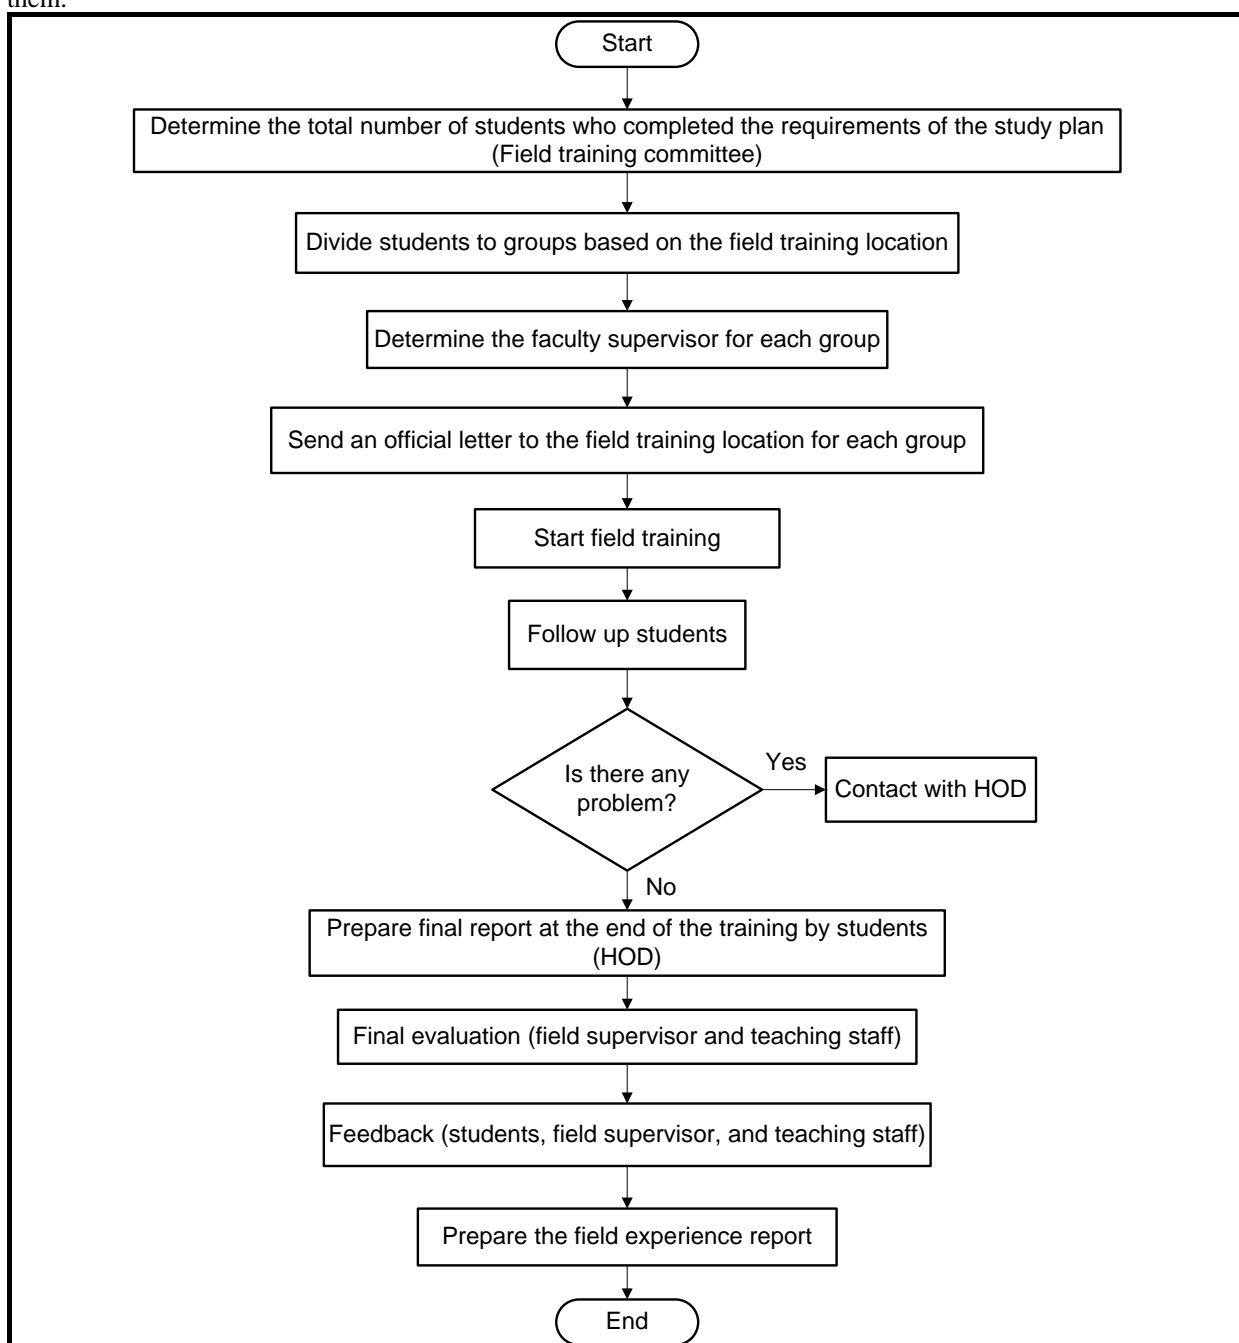 them.
Start
Determine the total number of students who completed the requirements of the study plan
(Field training committee)
Divide students to groups based on the field training location
Determine the faculty supervisor for each group
Send an official letter to the field training location for each group
Start field training
Follow up students
Is there any
problem?
Yes
Contact with HOD
No
Prepare final report at the end of the training by students
(HOD)
Final evaluation (field supervisor and teaching staff)
Feedback (students, field supervisor, and teaching staff)
Prepare the field experience report
End